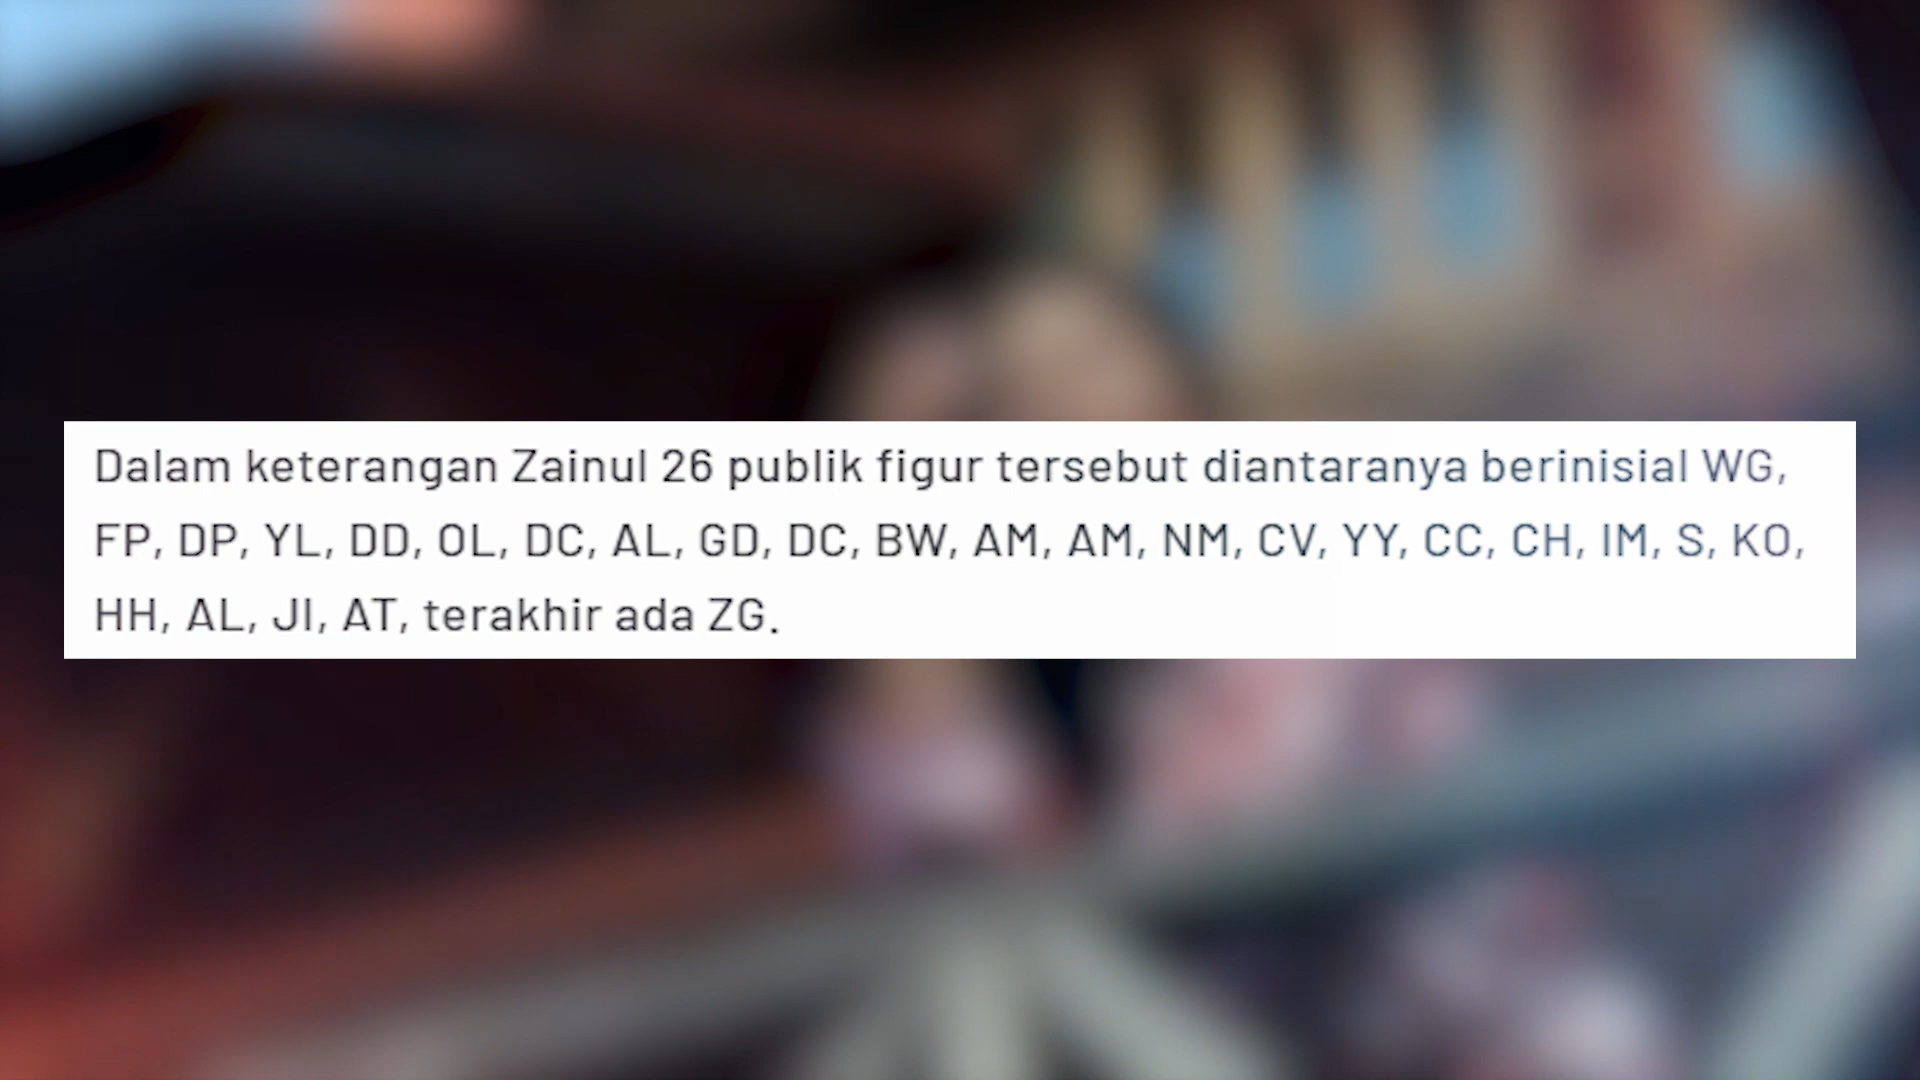 Dalam keterangan Zainul 26 publik figur tersebut diantaranya berinisial WG,
FP, DP, YL, DD, OL, DC, AL, GD, DC, BW, AM, AM, NM, CV, YY, CC, CH, IM, S, KO,
HH, AL, JI, AT, terakhir ada ZG.